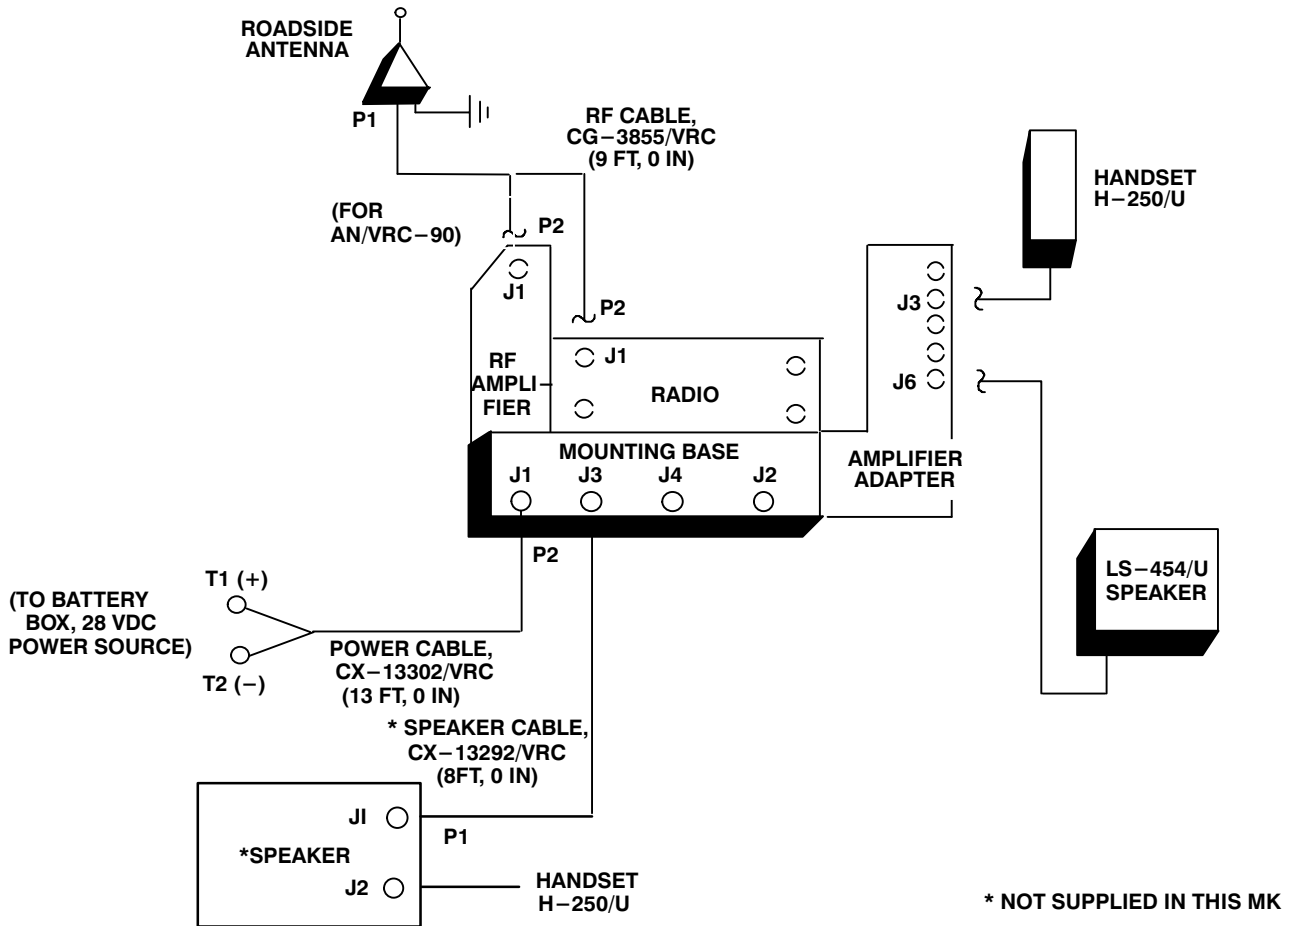 ROADSIDE
ANTENNA
P1
RF CABLE,
CG–3855/VRC
(9 FT, 0 IN)
HANDSET
H–250/U
(FOR
AN/VRC–90)
P2
J1
P2
J1
J3
J6
RF
AMPLI–
FIER
RADIO
MOUNTING BASE
J1
J3
J4
J2
AMPLIFIER
ADAPTER
P2
LS–454/U
SPEAKER
T1 (+)
(TO BATTERY
BOX, 28 VDC
POWER SOURCE)
T2 (–)
POWER CABLE,
CX–13302/VRC
(13 FT, 0 IN)
* SPEAKER CABLE,
CX–13292/VRC
(8FT, 0 IN)
JI
P1
*SPEAKER
J2
HANDSET
H–250/U
* NOT SUPPLIED IN THIS MK